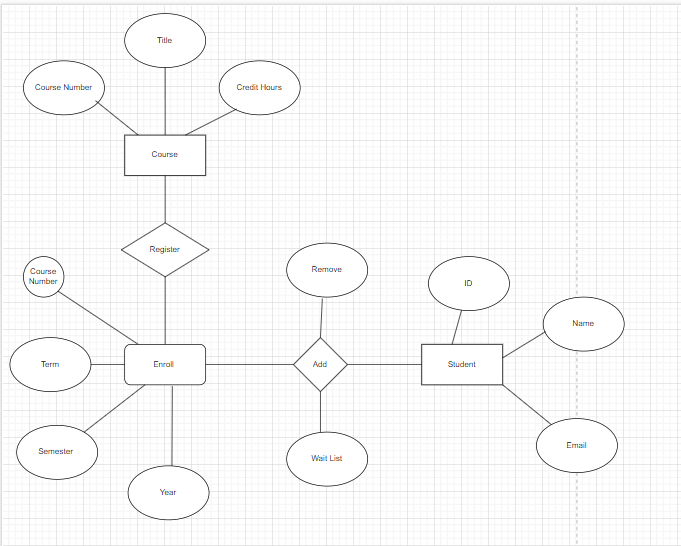 Title
Course Number
Credit Hours
Course
Register
Course
Number
Remove
ID
Name
Term
Enroll
Add
Student
Semester
Wait List
Email
Year